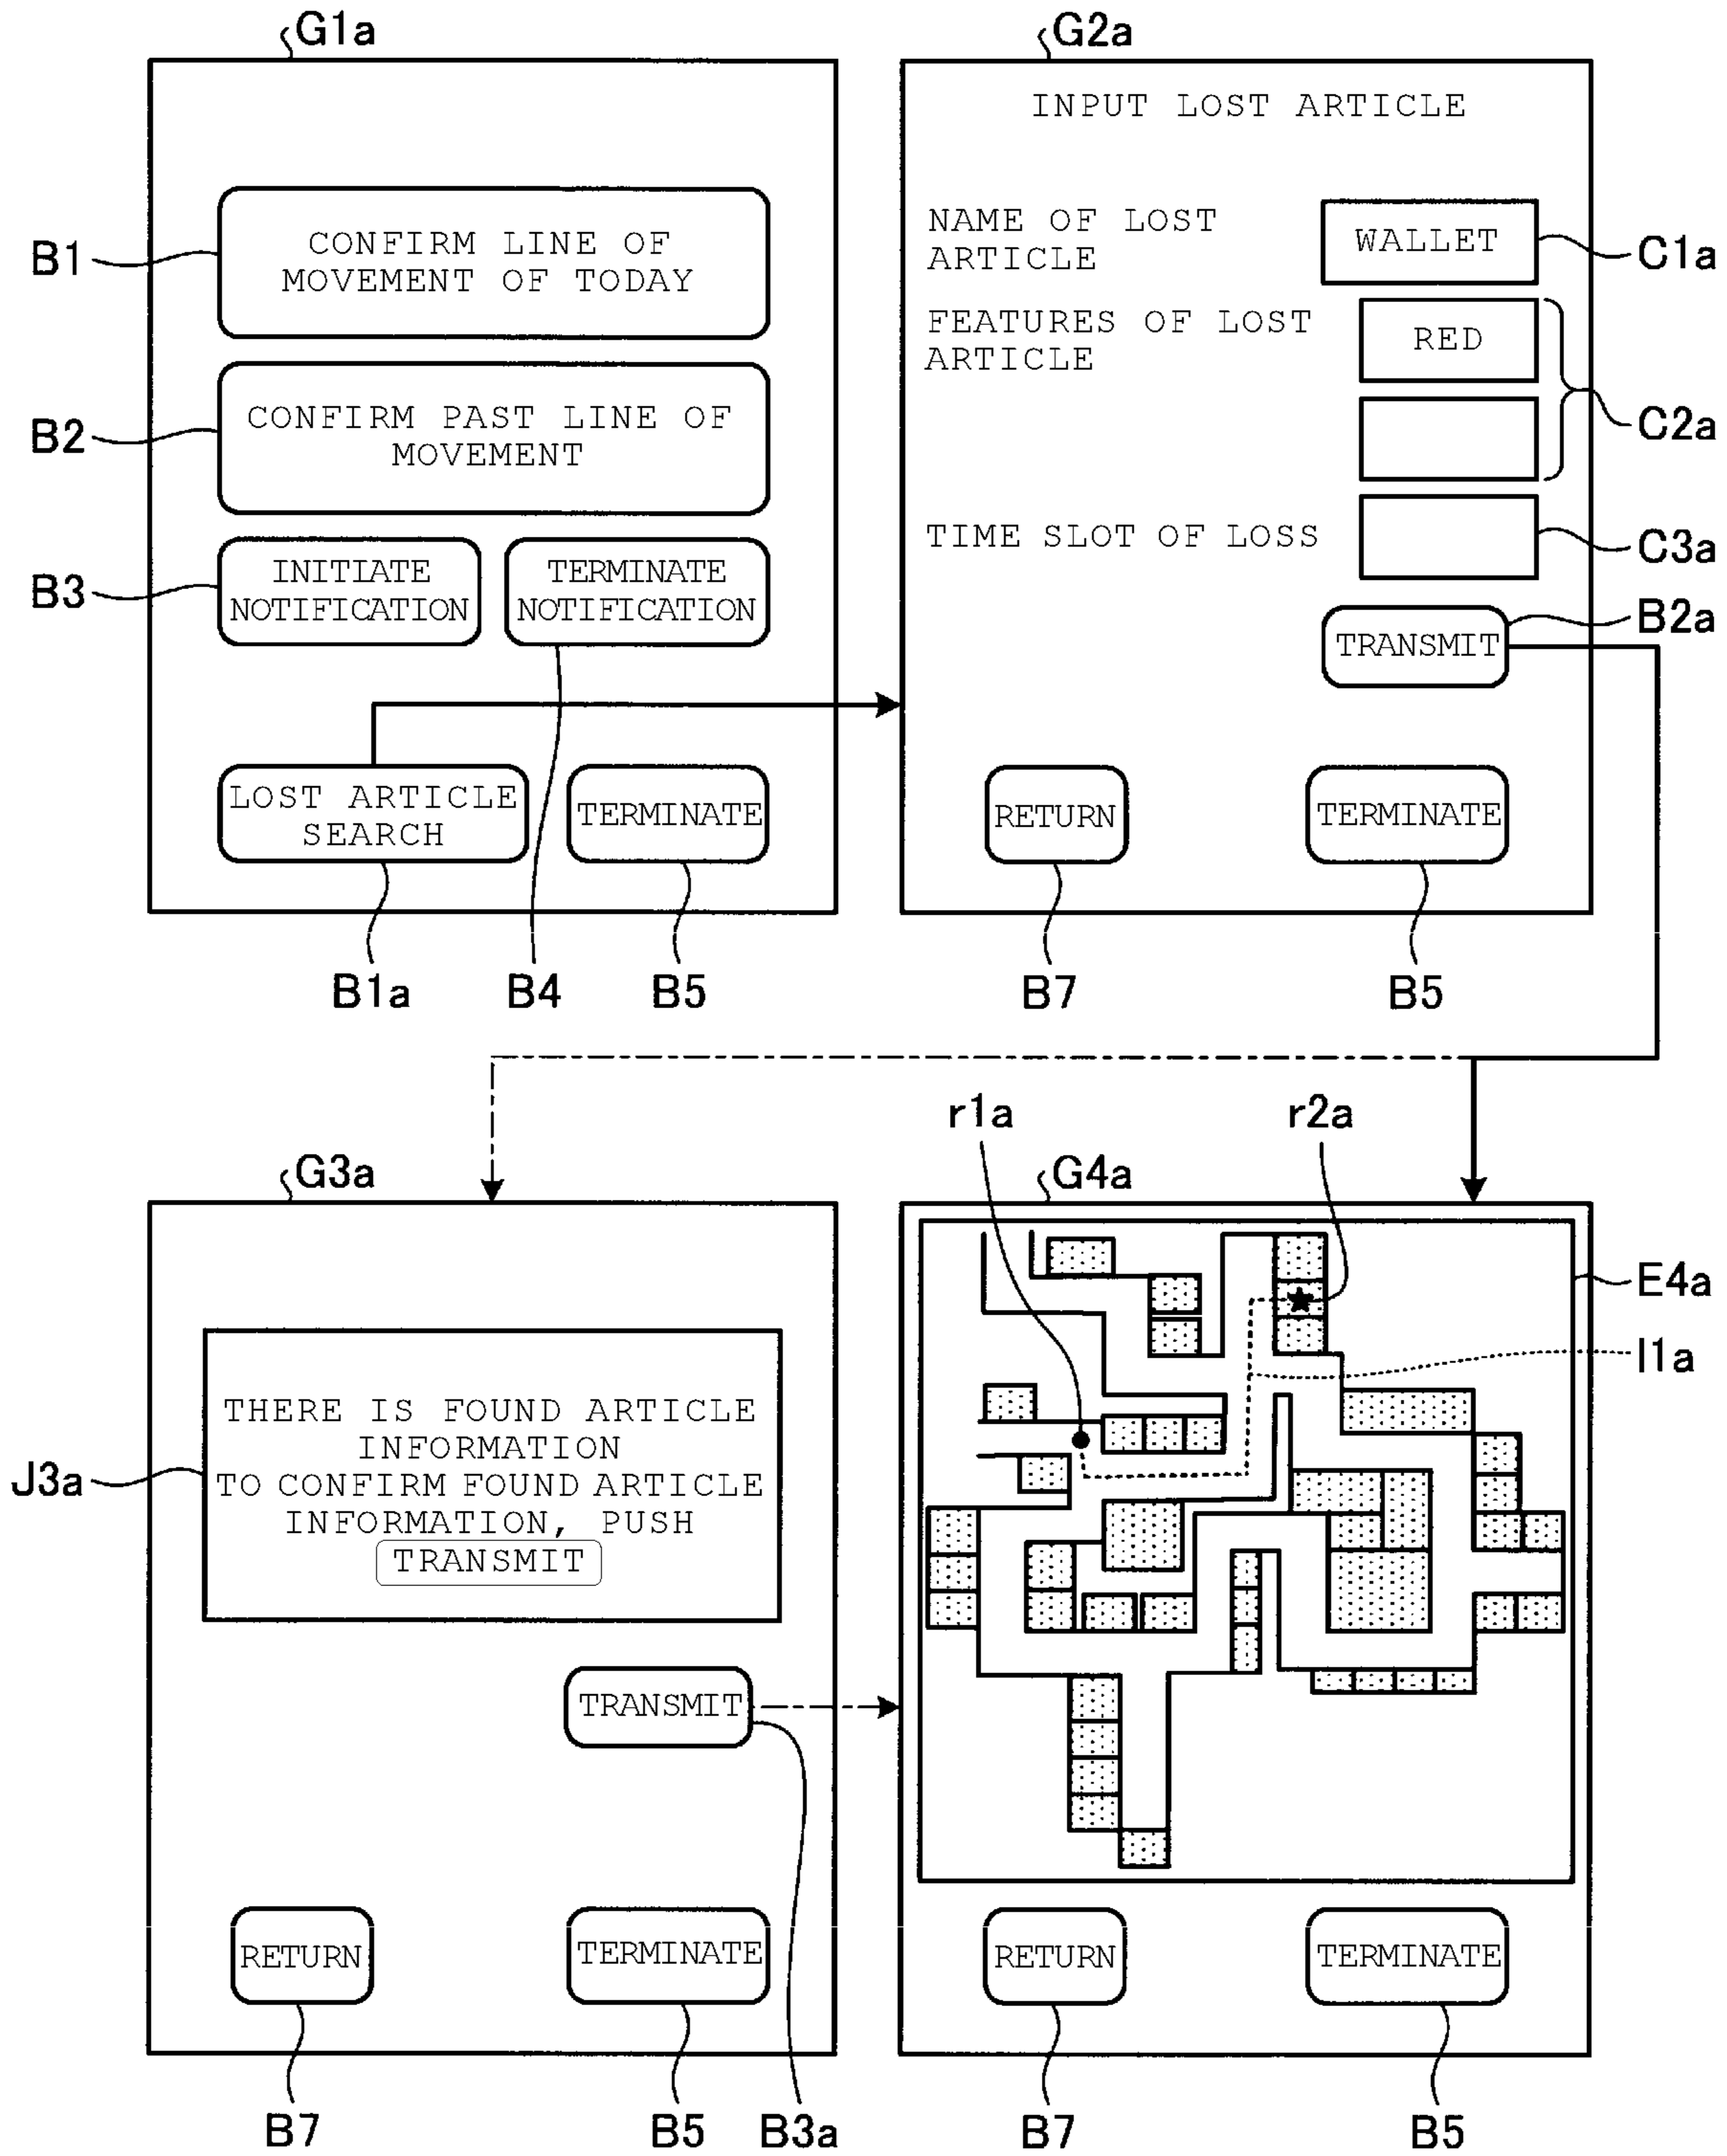 G1a
CONFIRM LINE OF
MOVEMENT OF TODAY
B1
CONFIRM PAST LINE OF
MOVEMENT
B2
INITIATE
NOTIFICATION
B3
TERMINATE
NOTIFICATION
LOST ARTICLE
SEARCH
TERMINATE
B1a
B4
B5
G2a
INPUT LOST ARTICLE
NAME OF LOST
ARTICLE
WALLET
C1a
FEATURES OF LOST
ARTICLE
RED
C2a
TIME SLOT OF LOSS
C3a
TRANSMIT
B2a
RETURN
TERMINATE
B7
B5
G3a
THERE IS FOUND ARTICLE
INFORMATION
TO CONFIRM FOUND ARTICLE
INFORMATION, PUSH
TRANSMIT
J3a
TRANSMIT
RETURN
TERMINATE
B7
B5
B3a
r1a
r2a
G4a
E4a
l1a
RETURN
TERMINATE
B7
B5